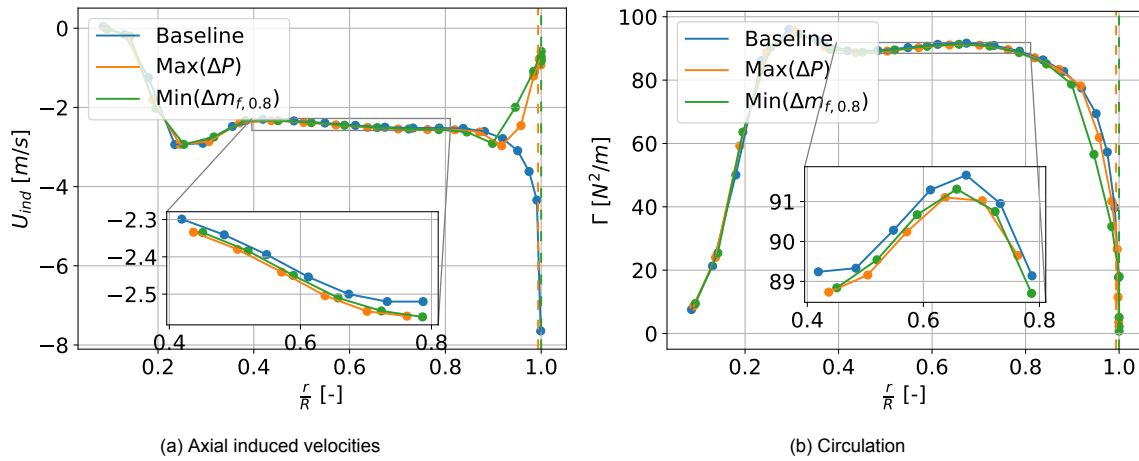 0
−2
−4
−6
−8
U_ind [m/s]
Baseline
Max(ΔP)
Min(Δm_f,0.8)
−2.3
−2.4
−2.5
0.4
0.6
0.8
0.2
0.4
0.6
0.8
1.0
r/R [-]
(a) Axial induced velocities
100
80
60
40
20
0
Γ [N²/m]
Baseline
Max(ΔP)
Min(Δm_f,0.8)
91
90
89
0.4
0.6
0.8
0.2
0.4
0.6
0.8
1.0
r/R [-]
(b) Circulation